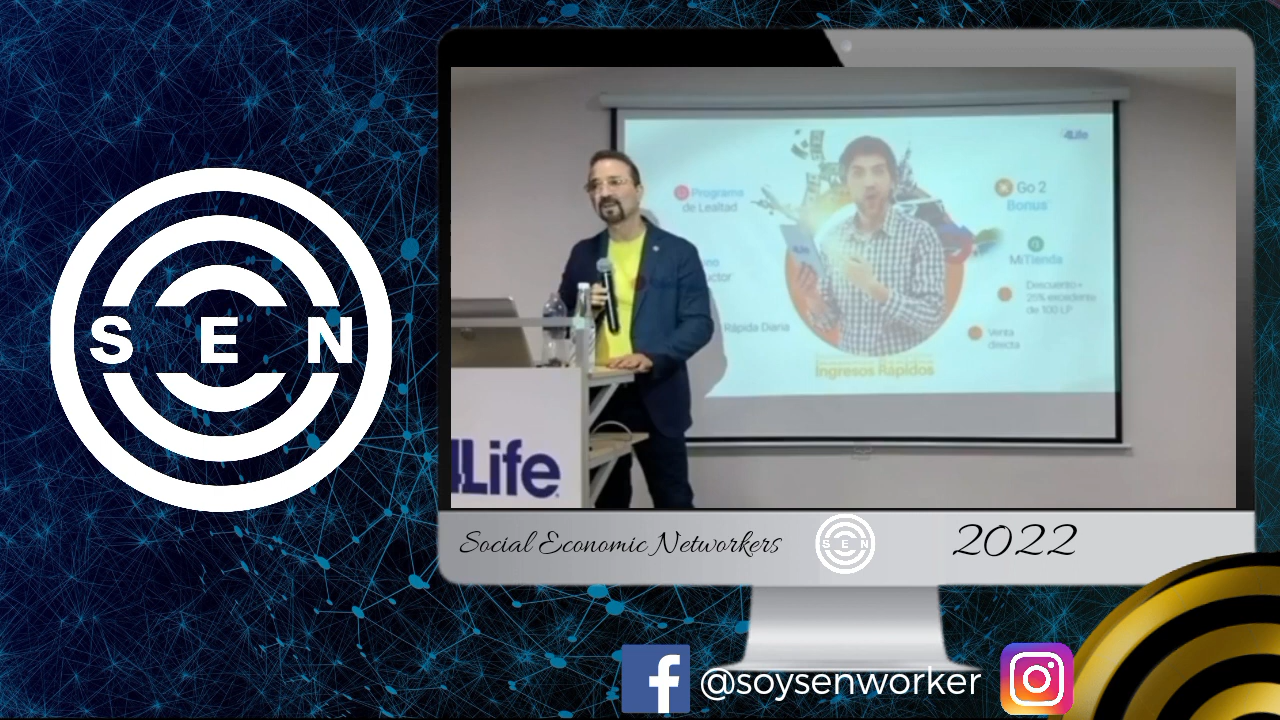 S E N
4Life
Programa
de Lealtad
Go 2
Bonus
MiTienda
Descuento +
25% excedente
de 100 LP
Rápida Diaria
Venta
directa
Ingresos Rápidos
4Life
Social Economic Networkers
S E N
2022
@soysenworker